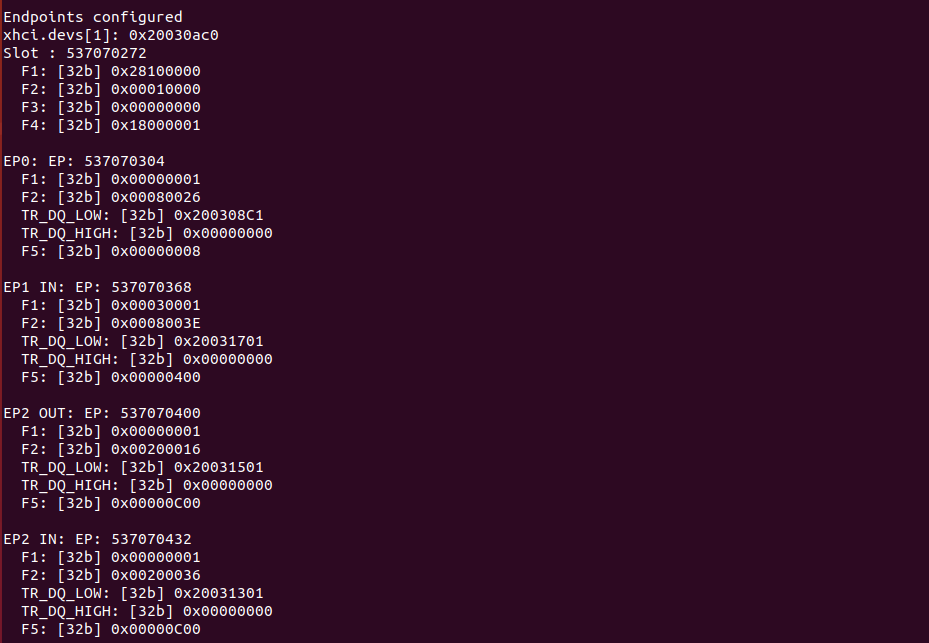 Endpoints configured
xhci.devs[1]: 0x20030ac0
Slot : 537070272
F1: [32b] 0x28100000
F2: [32b] 0x00010000
F3: [32b] 0x00000000
F4: [32b] 0x18000001
EP0: EP: 537070304
F1: [32b] 0x00000001
F2: [32b] 0x00080026
TR_DQ_LOW: [32b] 0x200308C1
TR_DQ_HIGH: [32b] 0x00000000
F5: [32b] 0x00000008
EP1 IN: EP: 537070368
F1: [32b] 0x00030001
F2: [32b] 0x0008003E
TR_DQ_LOW: [32b] 0x20031701
TR_DQ_HIGH: [32b] 0x00000000
F5: [32b] 0x00000400
EP2 OUT: EP: 537070400
F1: [32b] 0x00000001
F2: [32b] 0x00200016
TR_DQ_LOW: [32b] 0x20031501
TR_DQ_HIGH: [32b] 0x00000000
F5: [32b] 0x00000C00
EP2 IN: EP: 537070432
F1: [32b] 0x00000001
F2: [32b] 0x00200036
TR_DQ_LOW: [32b] 0x20031301
TR_DQ_HIGH: [32b] 0x00000000
F5: [32b] 0x00000C00